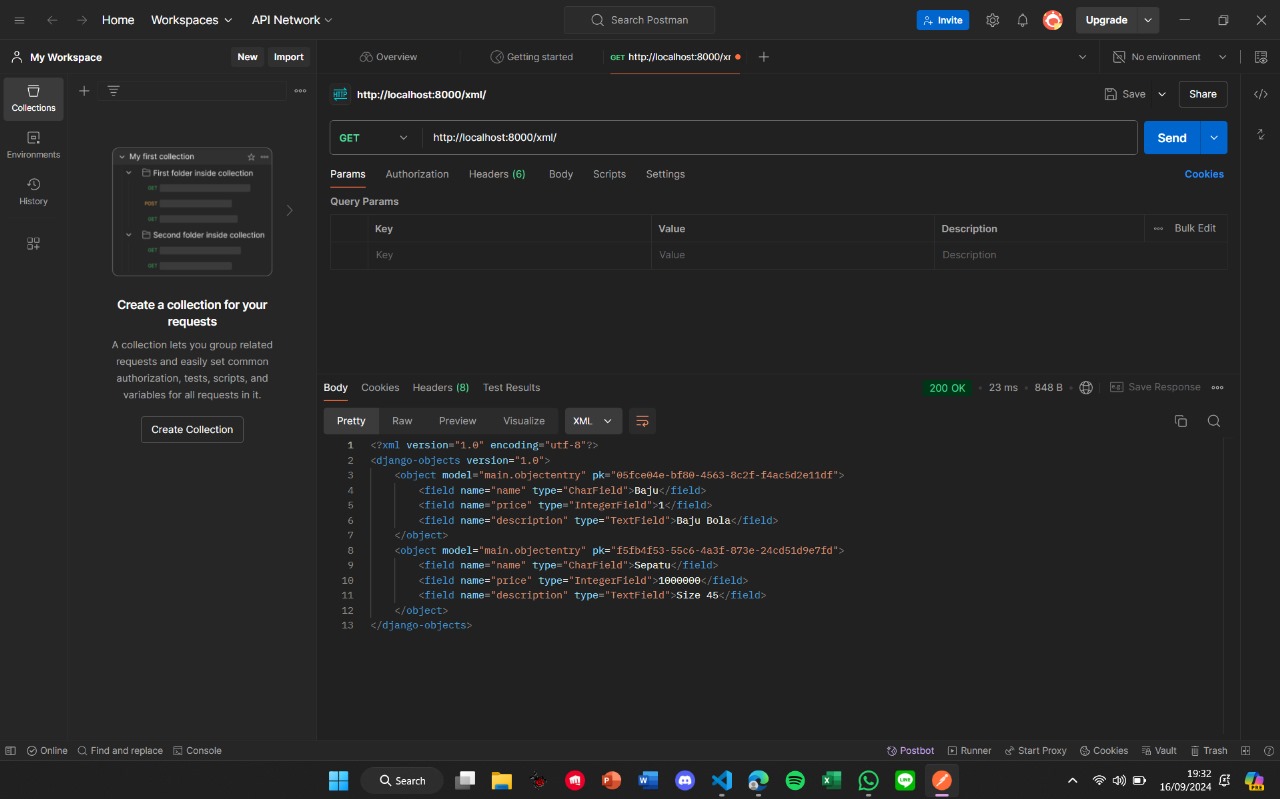 Home Workspaces API Network Search Postman Invite Upgrade
My Workspace New Import Overview Getting started GET http://localhost:8000/xr No environment
Collections
Environments
History
My first collection
First folder inside collection
GET
POST
GET
Second folder inside collection
GET
GET
Create a collection for your
requests
A collection lets you group related
requests and easily set common
authorization, tests, scripts, and
variables for all requests in it.
Create Collection
HTTP http://localhost:8000/xml/ Save Share
GET http://localhost:8000/xml/ Send
Params Authorization Headers (6) Body Scripts Settings Cookies
Query Params
Key Value Description Bulk Edit
Key Value Description
Body Cookies Headers (8) Test Results 200 OK 23 ms 848 B Save Response
Pretty Raw Preview Visualize XML
1 <?xml version="1.0" encoding="utf-8"?>
2 <django-objects version="1.0">
3 <object model="main.objectentry" pk="05fce04e-bf80-4563-8c2f-f4ac5d2e11df">
4 <field name="name" type="CharField">Baju</field>
5 <field name="price" type="IntegerField">1</field>
6 <field name="description" type="TextField">Baju Bola</field>
7 </object>
8 <object model="main.objectentry" pk="f5fb4f53-55c6-4a3f-873e-24cd51d9e7fd">
9 <field name="name" type="CharField">Sepatu</field>
10 <field name="price" type="IntegerField">1000000</field>
11 <field name="description" type="TextField">Size 45</field>
12 </object>
13 </django-objects>
Online Find and replace Console Postbot Runner Start Proxy Cookies Vault Trash
Search 19:32
16/09/2024